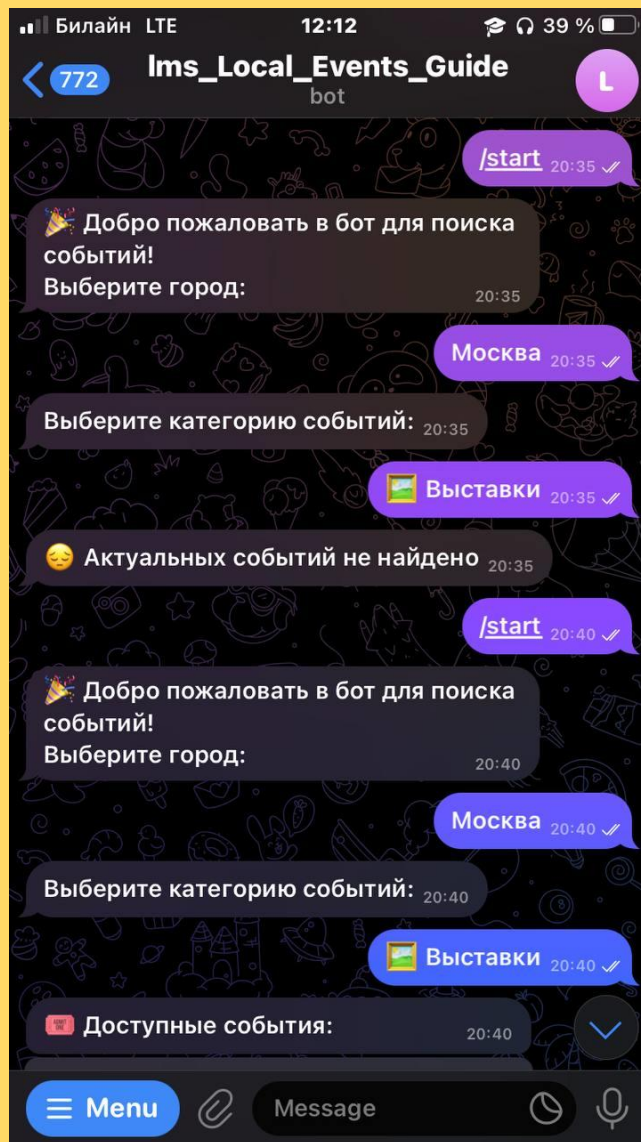 Билайн LTE 12:12 39 %
772 lms_Local_Events_Guide L
bot
/start 20:35
🎉 Добро пожаловать в бот для поиска
событий!
Выберите город: 20:35
Москва 20:35
Выберите категорию событий: 20:35
🖼️ Выставки 20:35
😔 Актуальных событий не найдено 20:35
/start 20:40
🎉 Добро пожаловать в бот для поиска
событий!
Выберите город: 20:40
Москва 20:40
Выберите категорию событий: 20:40
🖼️ Выставки 20:40
🎟️ Доступные события: 20:40
Menu Message